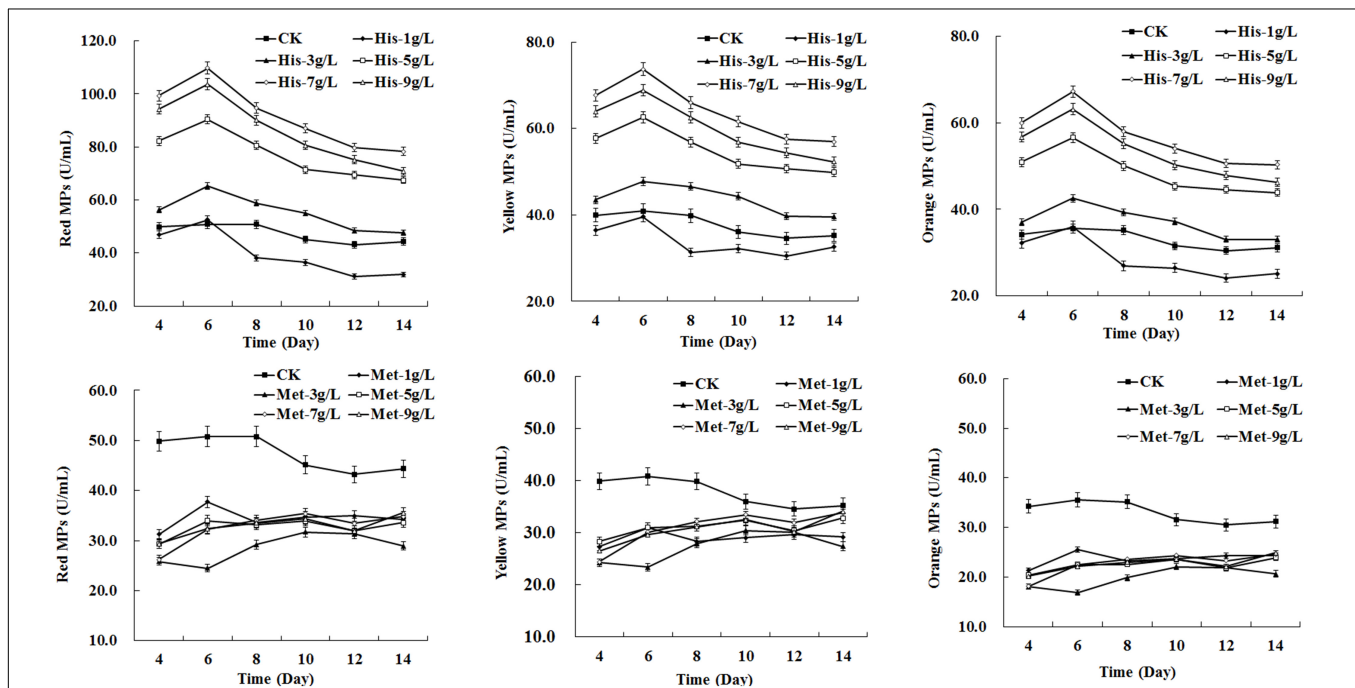 CK His-1g/L
His-3g/L His-5g/L
His-7g/L His-9g/L
Red MPs (U/mL)
120.0
100.0
80.0
60.0
40.0
20.0
4 6 8 10 12 14
Time (Day)
CK His-1g/L
His-3g/L His-5g/L
His-7g/L His-9g/L
Yellow MPs (U/mL)
80.0
60.0
40.0
20.0
4 6 8 10 12 14
Time (Day)
CK His-1g/L
His-3g/L His-5g/L
His-7g/L His-9g/L
Orange MPs (U/mL)
80.0
60.0
40.0
20.0
4 6 8 10 12 14
Time (Day)
CK Met-1g/L
Met-3g/L Met-5g/L
Met-7g/L Met-9g/L
Red MPs (U/mL)
60.0
50.0
40.0
30.0
20.0
10.0
4 6 8 10 12 14
Time (Day)
CK Met-1g/L
Met-3g/L Met-5g/L
Met-7g/L Met-9g/L
Yellow MPs (U/mL)
60.0
50.0
40.0
30.0
20.0
10.0
4 6 8 10 12 14
Time (Day)
CK Met-1g/L
Met-3g/L Met-5g/L
Met-7g/L Met-9g/L
Orange MPs (U/mL)
60.0
50.0
40.0
30.0
20.0
10.0
4 6 8 10 12 14
Time (Day)